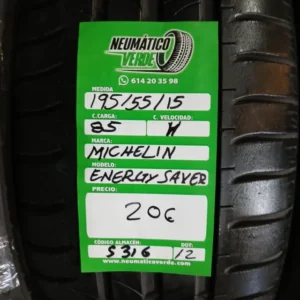 NEUMÁTICO
VERDE
614 20 35 98
MEDIDA
195/55/15
C.CARGA: C. VELOCIDAD:
85 H
MARCA:
MICHELIN
MODELO:
ENERGY SAVER
PRECIO:
20€
CÓDIGO ALMACÉN: DOT:
S316 12
www.neumaticoverde.com